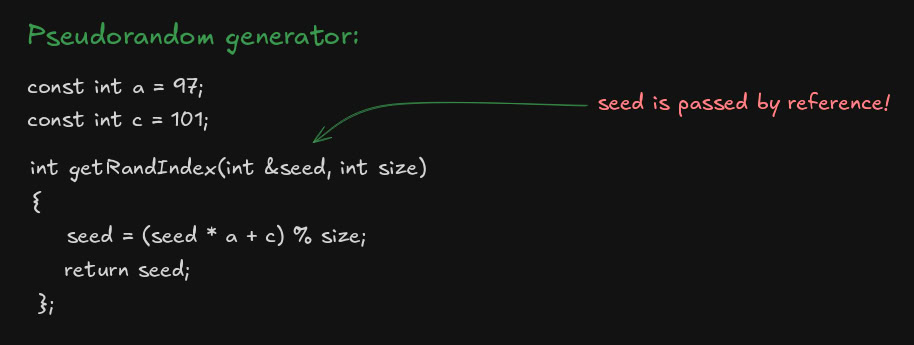 Pseudorandom generator:
const int a = 97;
const int c = 101;
seed is passed by reference!
int getRandIndex(int &seed, int size)
{
seed = (seed * a + c) % size;
return seed;
};